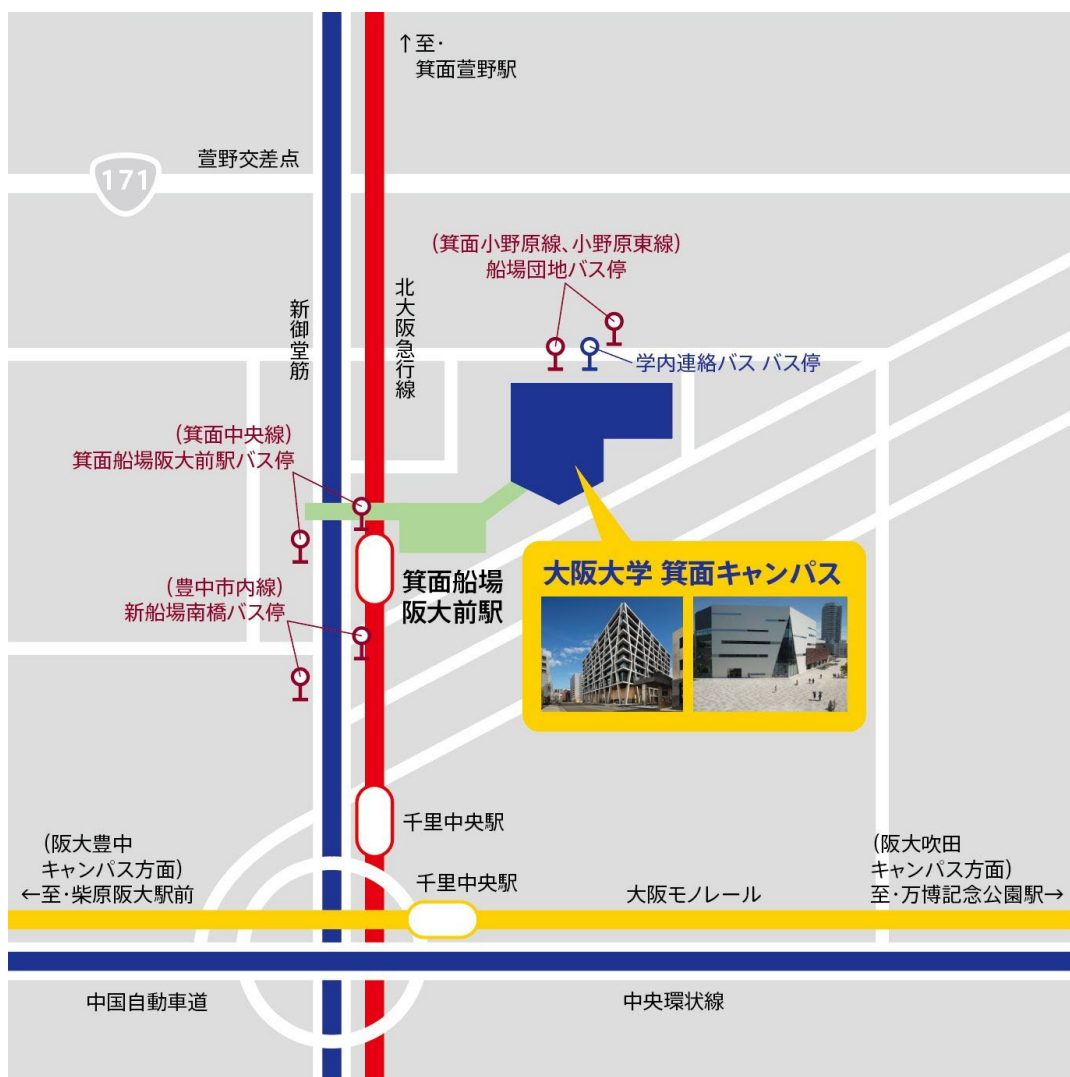 ↑至･
箕面萱野駅
萱野交差点
171
(箕面小野原線、小野原東線)
船場団地バス停
新御堂筋
北大阪急行線
学内連絡バス バス停
(箕面中央線)
箕面船場阪大前駅バス停
大阪大学 箕面キャンパス
箕面船場
阪大前駅
(豊中市内線)
新船場南橋バス停
千里中央駅
(阪大豊中
キャンパス方面)
←至･柴原阪大駅前
千里中央駅
大阪モノレール
(阪大吹田
キャンパス方面)
至･万博記念公園駅→
中国自動車道
中央環状線